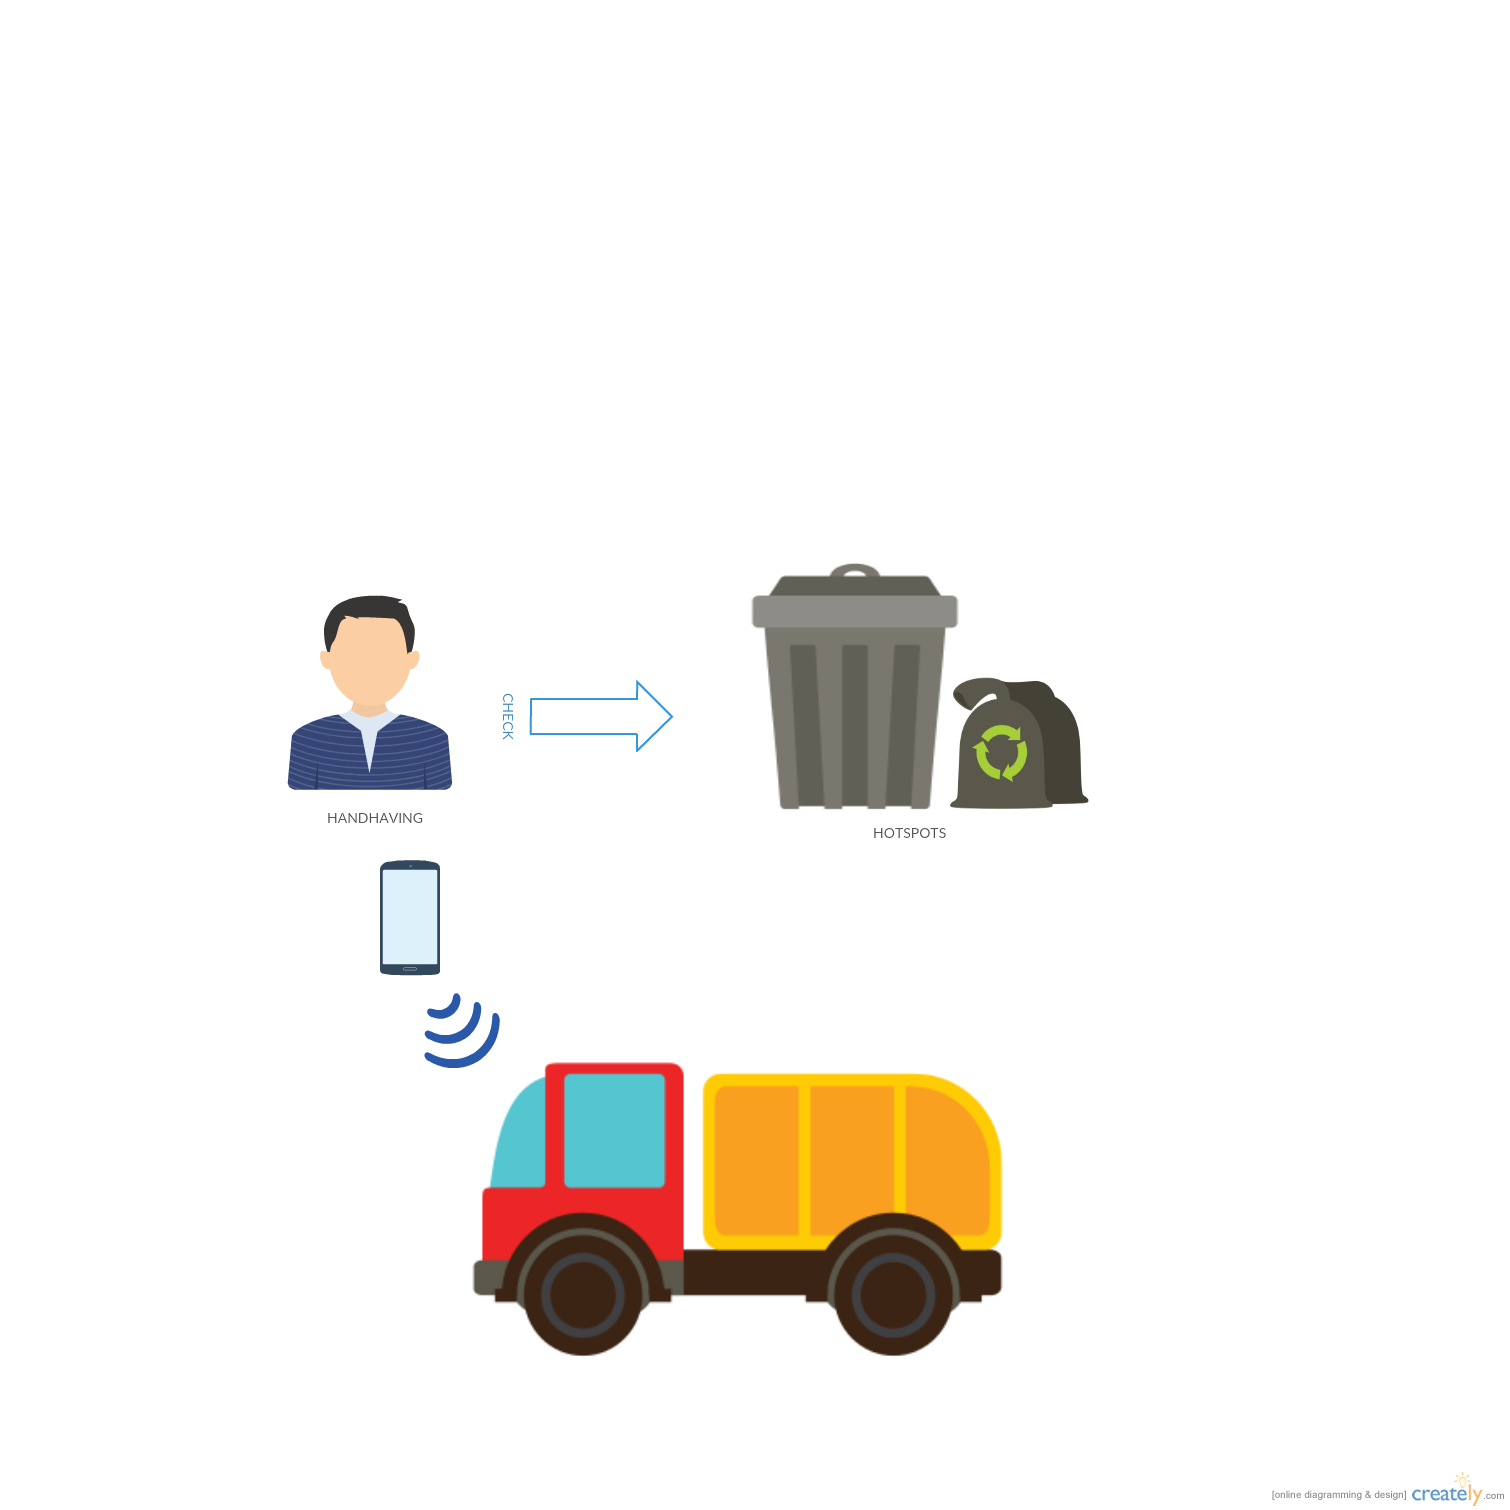 CHECK
HANDHAVING
HOTSPOTS
[online diagramming & design] creately.com